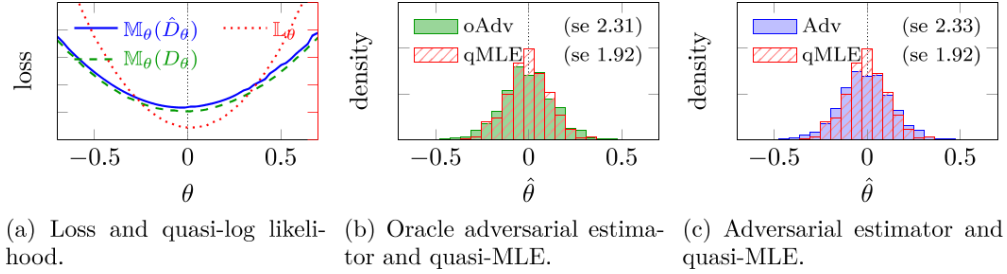 loss
𝕄θ(D̂θ)
𝕄θ(Dθ)
𝕃θ
−0.5 0 0.5
θ
(a) Loss and quasi-log likeli-
hood.
density
oAdv (se 2.31)
qMLE (se 1.92)
−0.5 0 0.5
θ̂
(b) Oracle adversarial estima-
tor and quasi-MLE.
density
Adv (se 2.33)
qMLE (se 1.92)
−0.5 0 0.5
θ̂
(c) Adversarial estimator and
quasi-MLE.